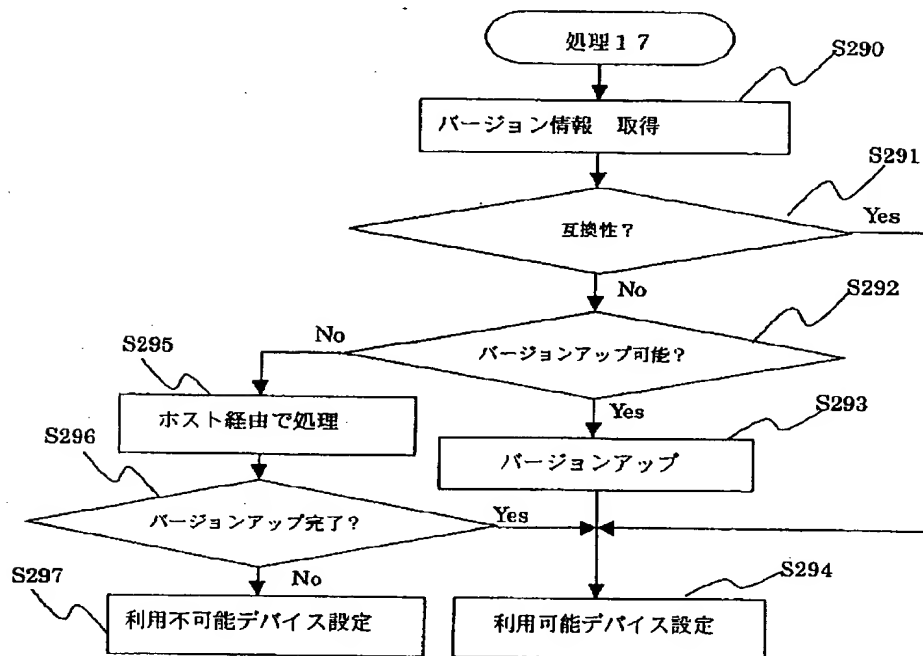 処理１７
S290
バージョン情報　取得
S291
互換性？
Yes
No
S292
バージョンアップ可能？
No
S295
ホスト経由で処理
Yes
S293
バージョンアップ
S296
バージョンアップ完了？
Yes
No
S297
利用不可能デバイス設定
S294
利用可能デバイス設定